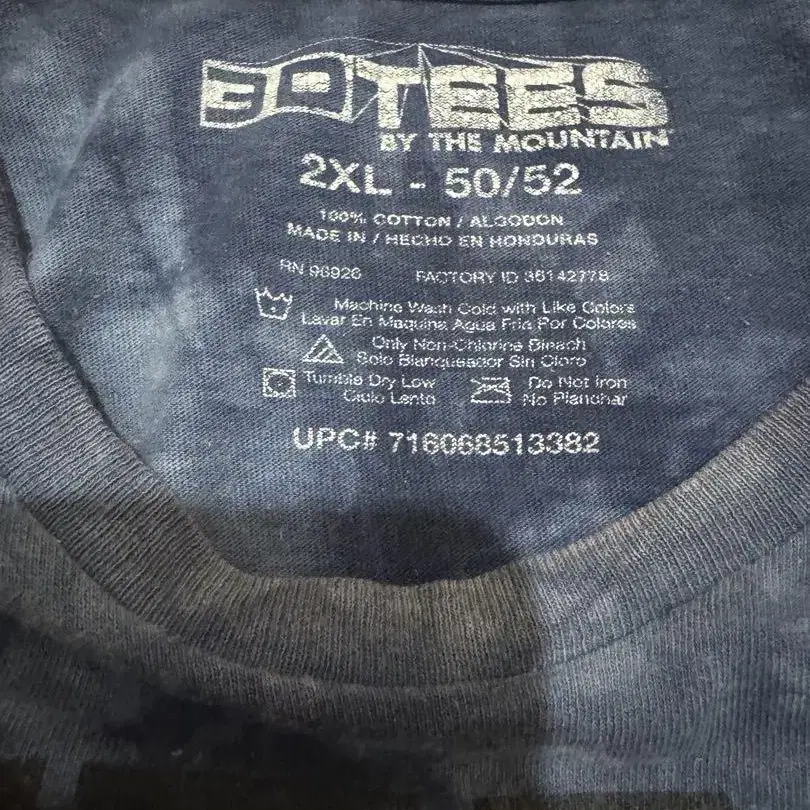 3DTEES
BY THE MOUNTAIN
2XL - 50/52
100% COTTON / ALGODON
MADE IN / HECHO EN HONDURAS
RN 96926 FACTORY ID 36142778
Machine Wash Cold with Like Colors
Lavar En Maquina Agua Fria Por Colores
Only Non-Chlorine Bleach
Solo Blanqueador Sin Cloro
Tumble Dry Low Do Not Iron
Ciclo Lento No Planchar
UPC# 716068513382